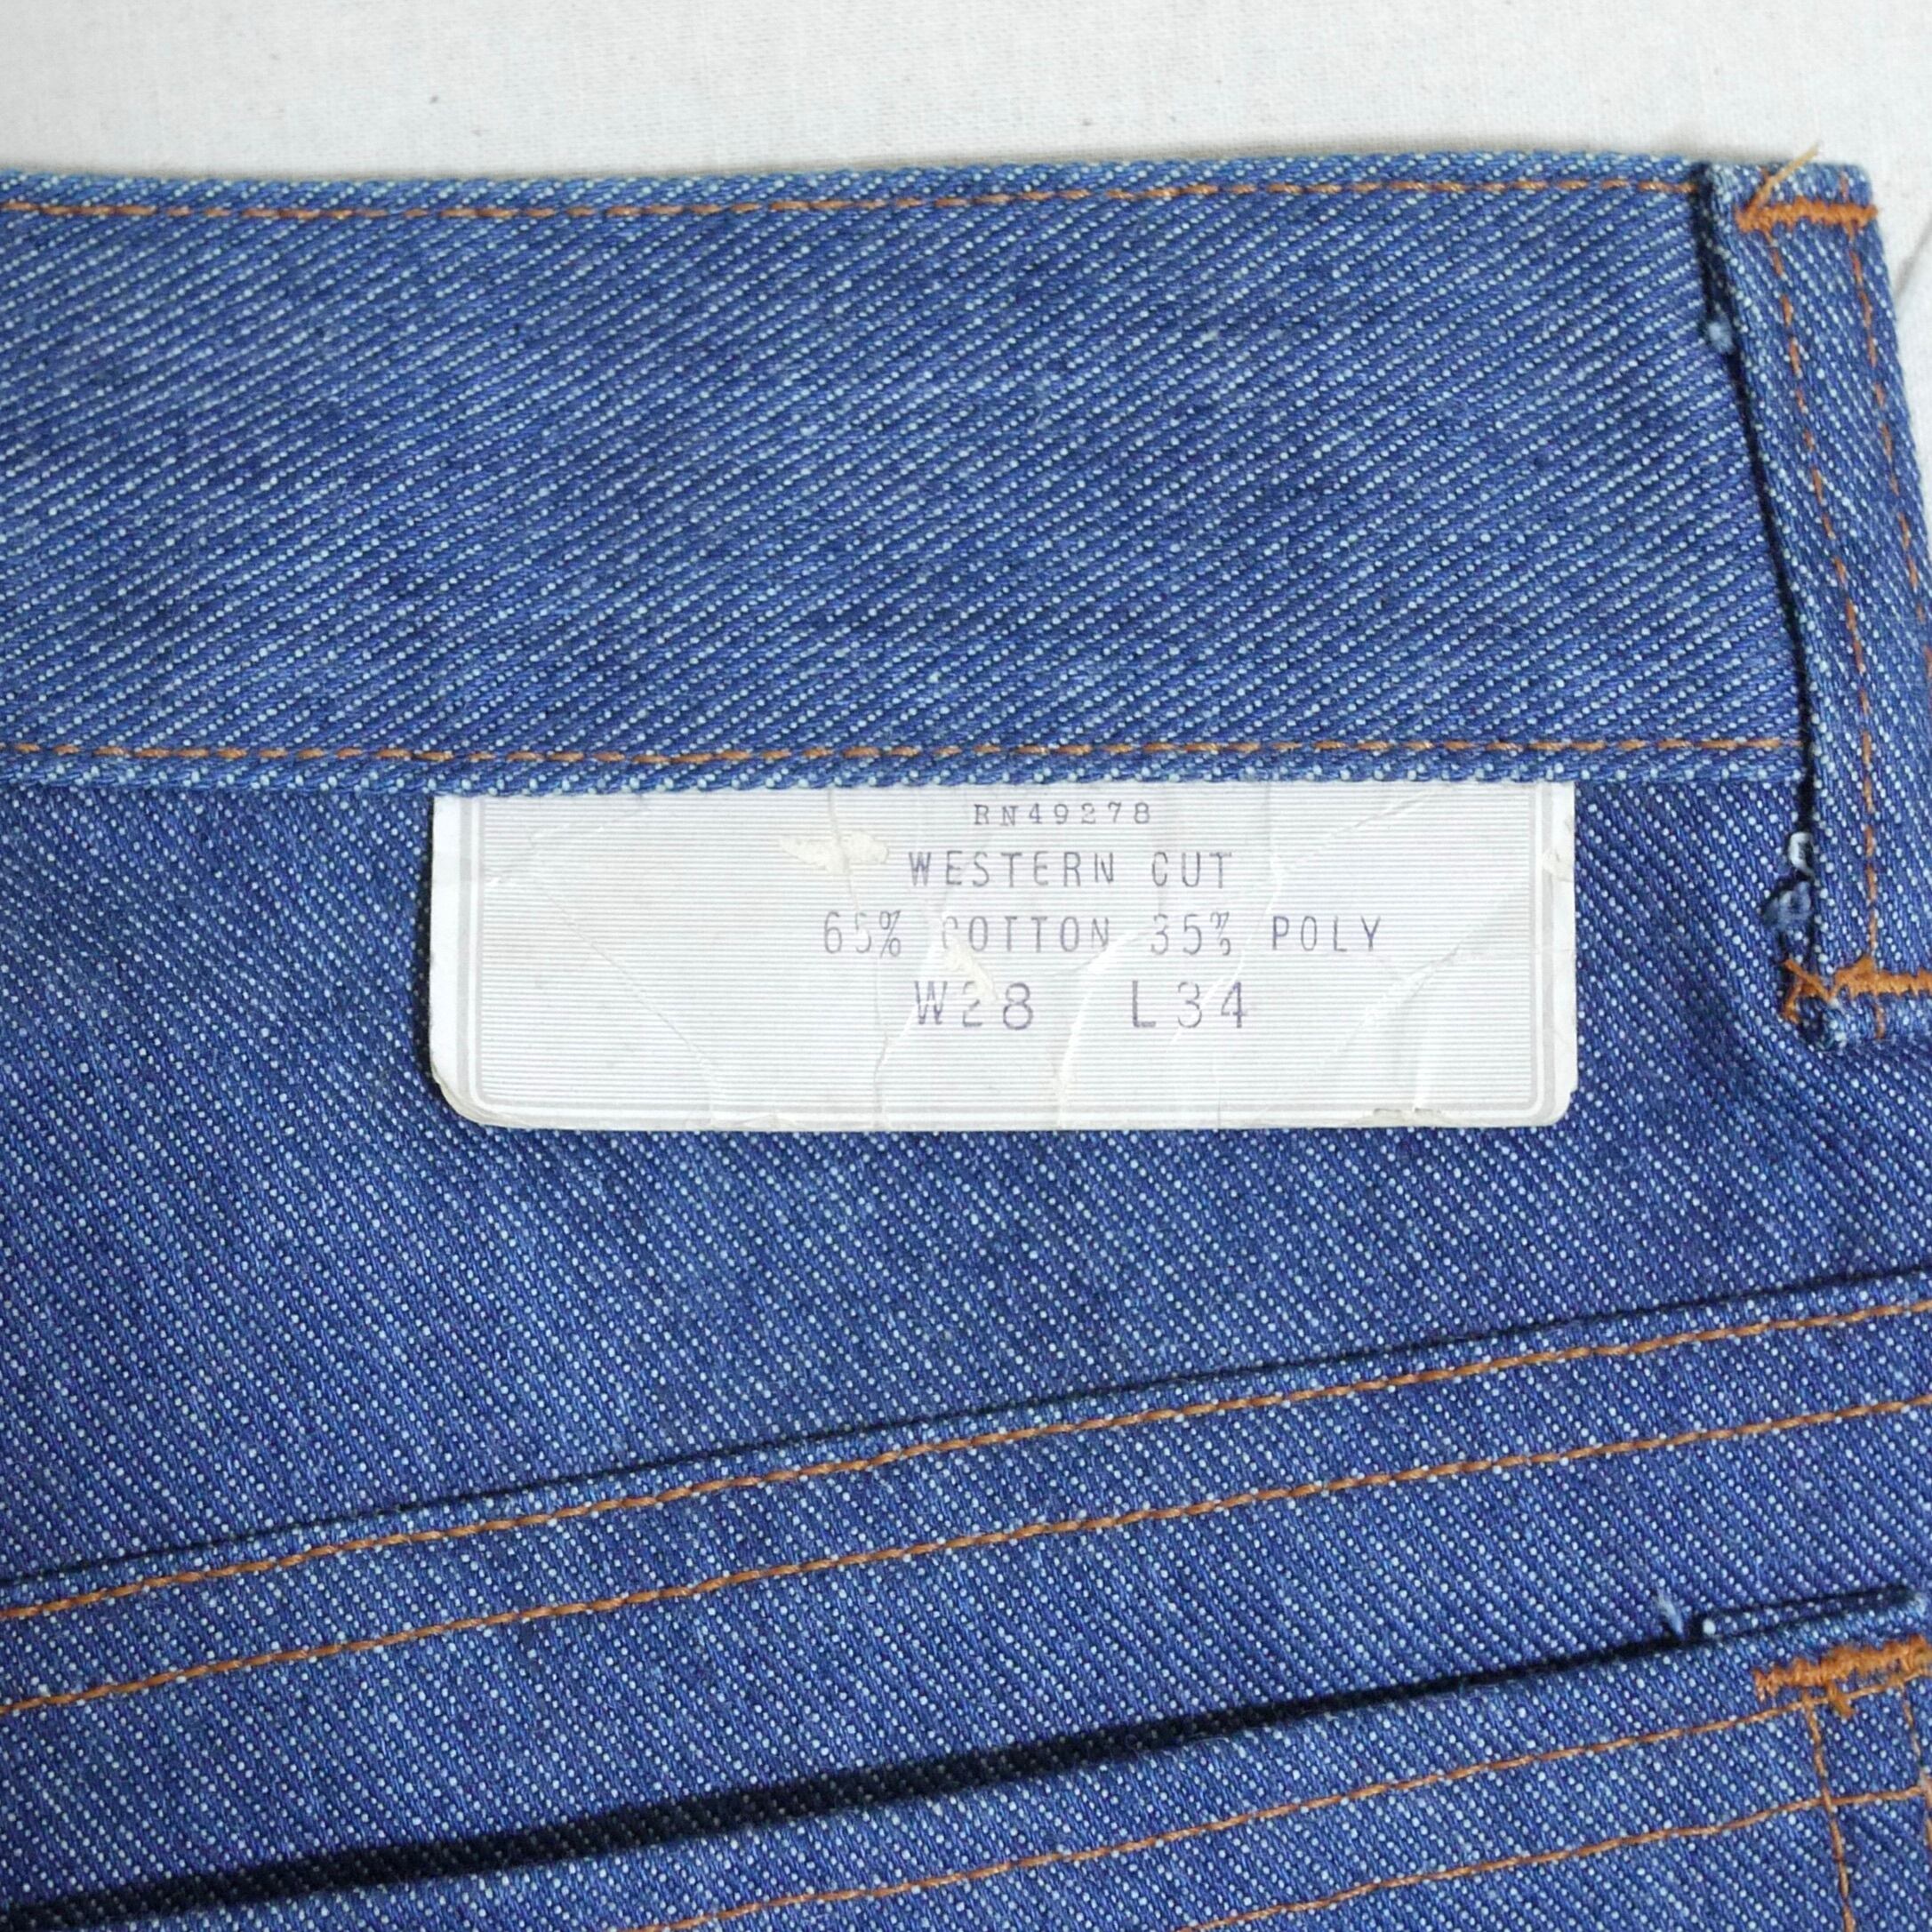 RN49278
WESTERN CUT
65% COTTON 35% POLY
W28 L34